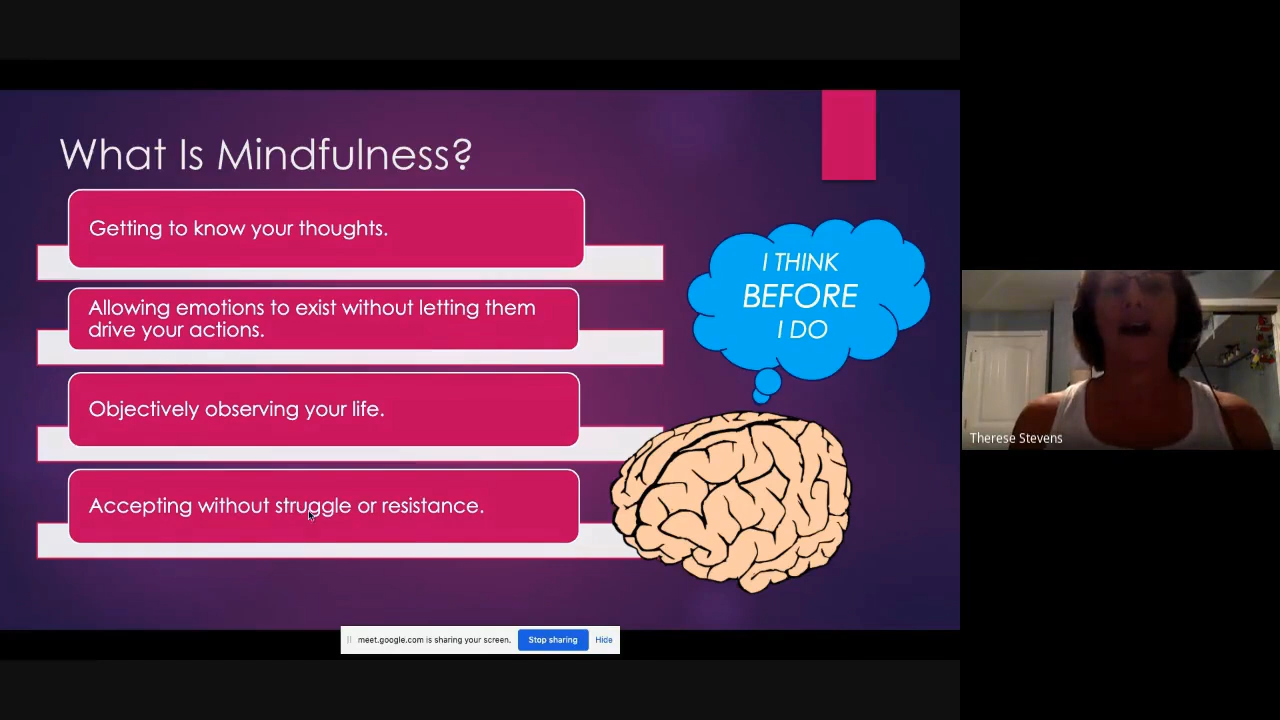 What Is Mindfulness?
Getting to know your thoughts.
Allowing emotions to exist without letting them
drive your actions.
Objectively observing your life.
Accepting without struggle or resistance.
I THINK
BEFORE
I DO
Therese Stevens
meet.google.com is sharing your screen.
Stop sharing
Hide